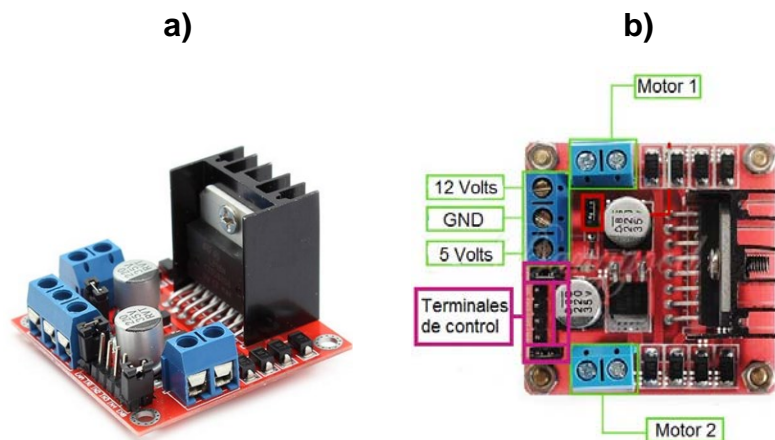 a)
b)
Motor 1
12 Volts
GND
5 Volts
Terminales
de control
Motor 2